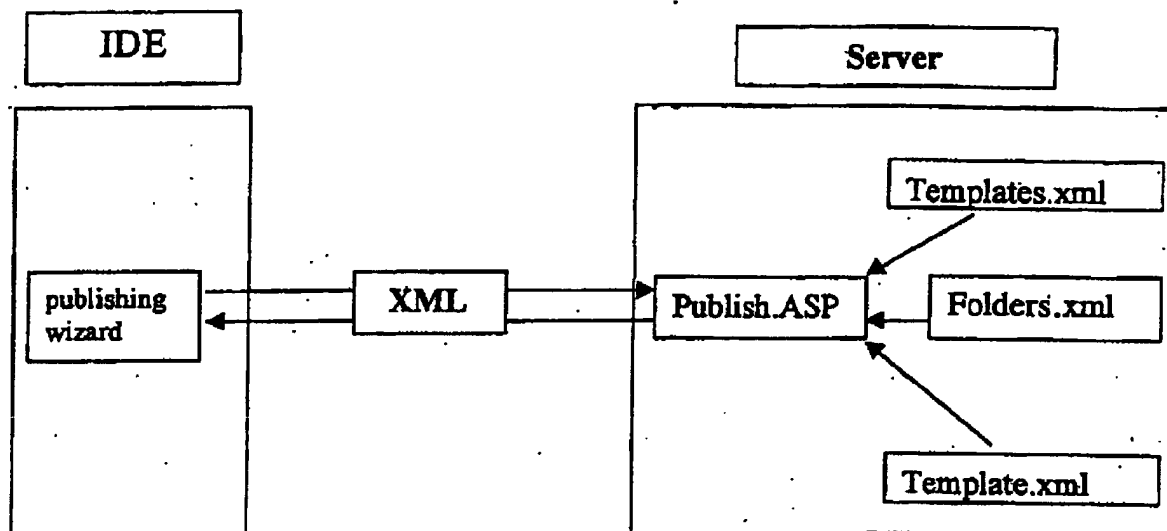 IDE
Server
Templates.xml
publishing
wizard
XML
Publish.ASP
Folders.xml
Template.xml